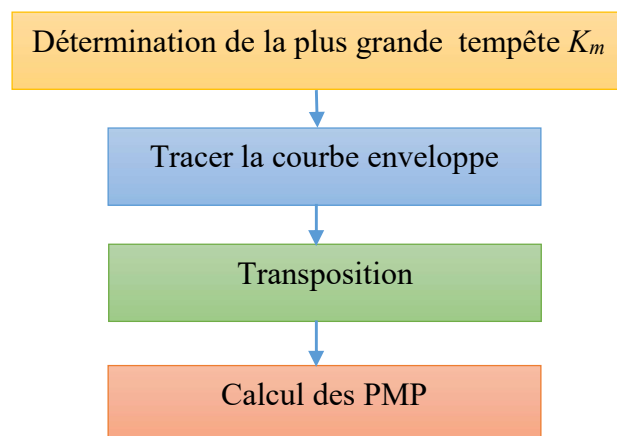 Détermination de la plus grande tempête Km
Tracer la courbe enveloppe
Transposition
Calcul des PMP